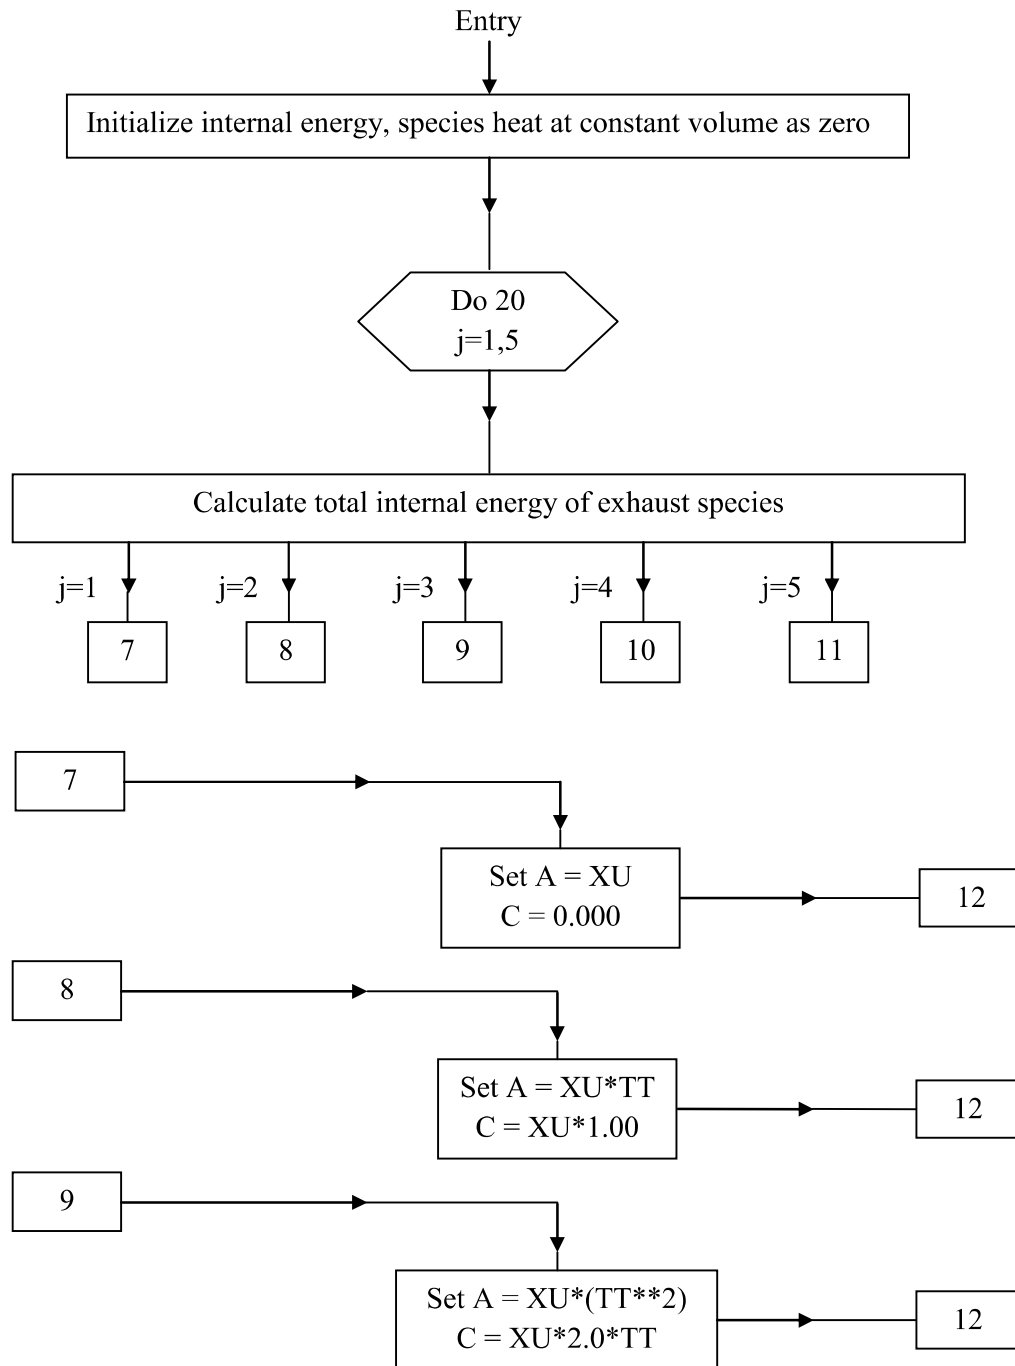 Entry
Initialize internal energy, species heat at constant volume as zero
Do 20
j=1,5
Calculate total internal energy of exhaust species
j=1
j=2
j=3
j=4
j=5
7
8
9
10
11
7
Set A = XU
C = 0.000
12
8
Set A = XU*TT
C = XU*1.00
12
9
Set A = XU*(TT**2)
C = XU*2.0*TT
12